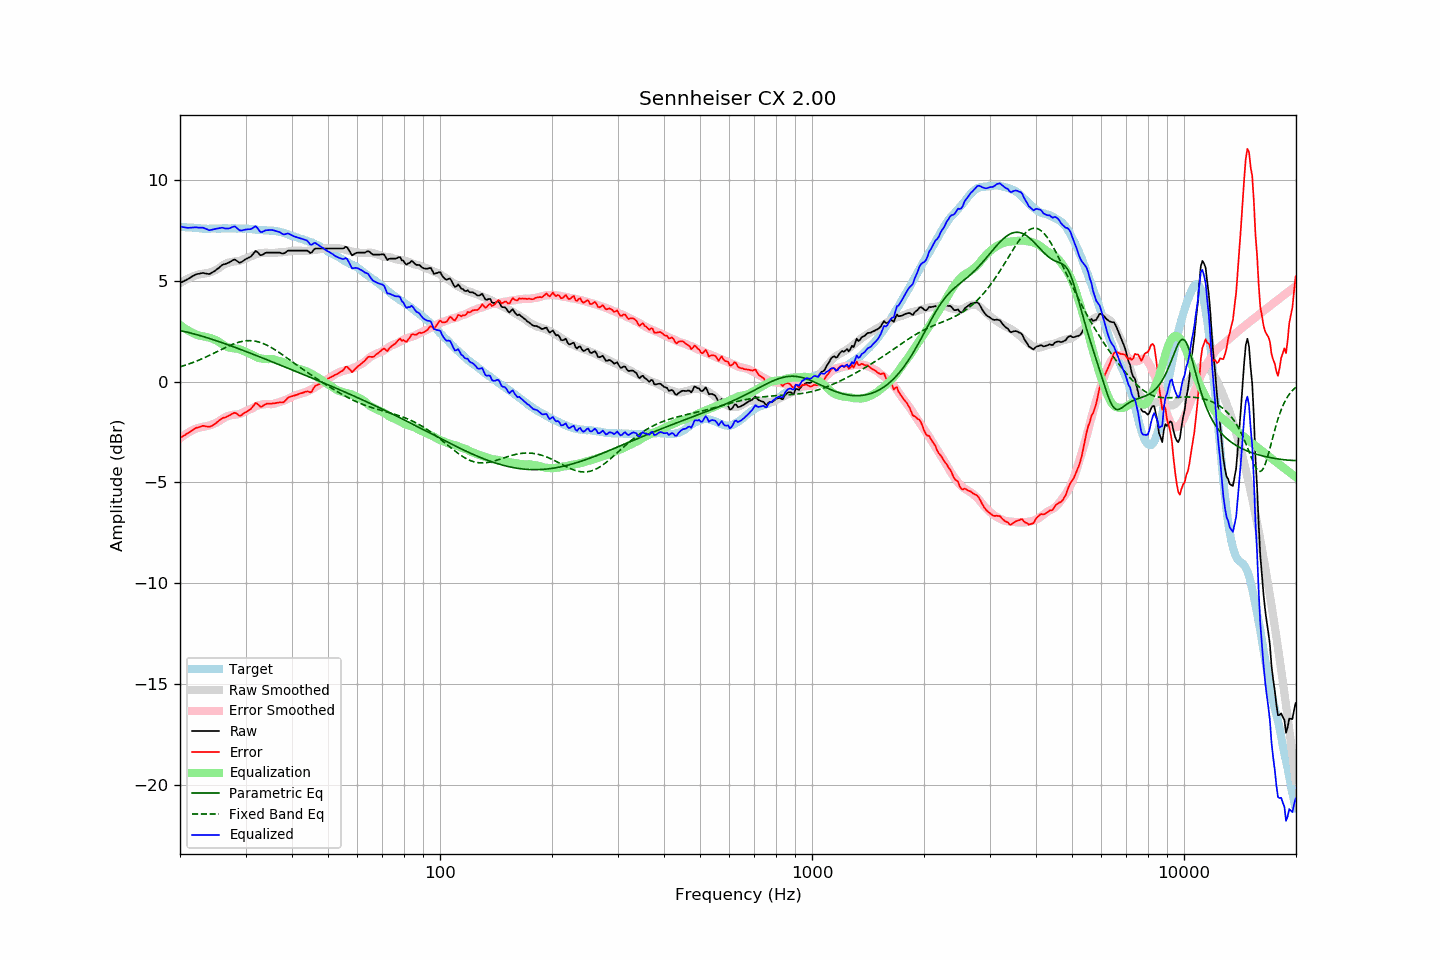 Sennheiser CX 2.00
Amplitude (dBr)
10
5
0
−5
−10
−15
−20
Target
Raw Smoothed
Error Smoothed
Raw
Error
Equalization
Parametric Eq
Fixed Band Eq
Equalized
100
1000
10000
Frequency (Hz)